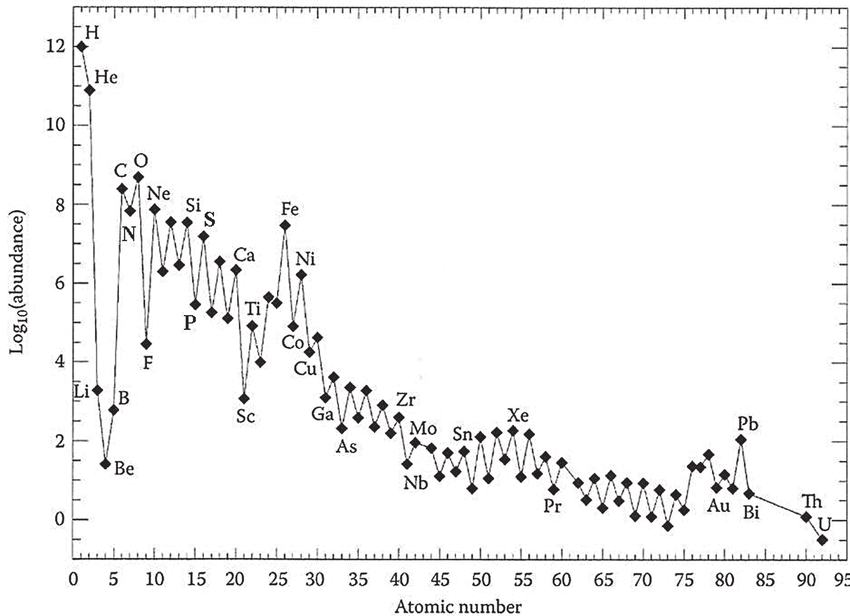 H
12
He
10
C
O
Ne
Si
8
S
N
Fe
Ca
Ni
6
Ti
P
Co
4
F
Cu
Li
B
Zr
Sc
Ga
Mo
Sn
Xe
As
Pb
2
Be
Nb
Pr
Au
Bi
Th
0
U
Log10(abundance)
0 5 10 15 20 25 30 35 40 45 50 55 60 65 70 75 80 85 90 95
Atomic number